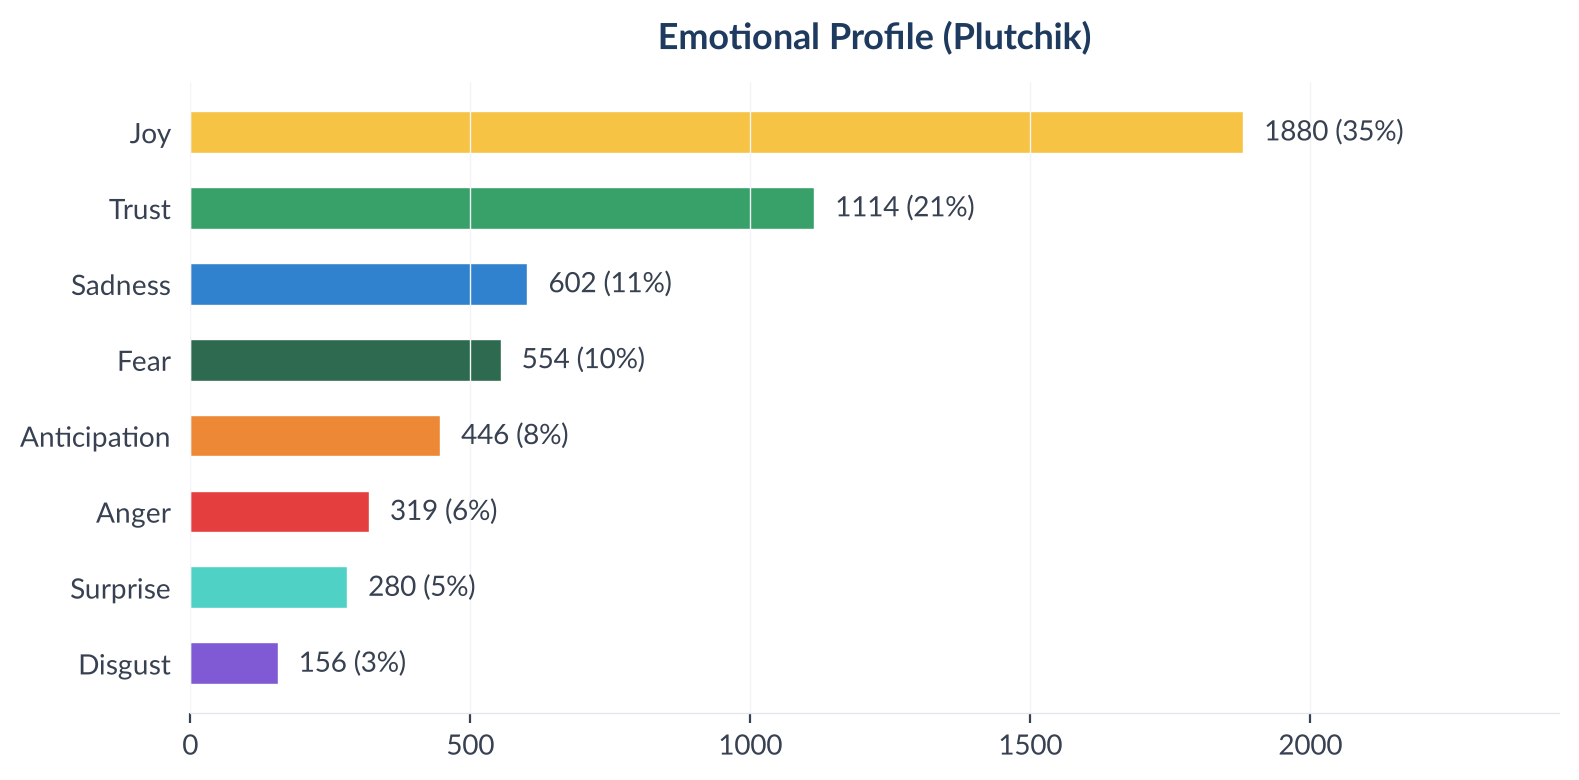 Emotional Profile (Plutchik)
Joy 1880 (35%)
Trust 1114 (21%)
Sadness 602 (11%)
Fear 554 (10%)
Anticipation 446 (8%)
Anger 319 (6%)
Surprise 280 (5%)
Disgust 156 (3%)
0 500 1000 1500 2000